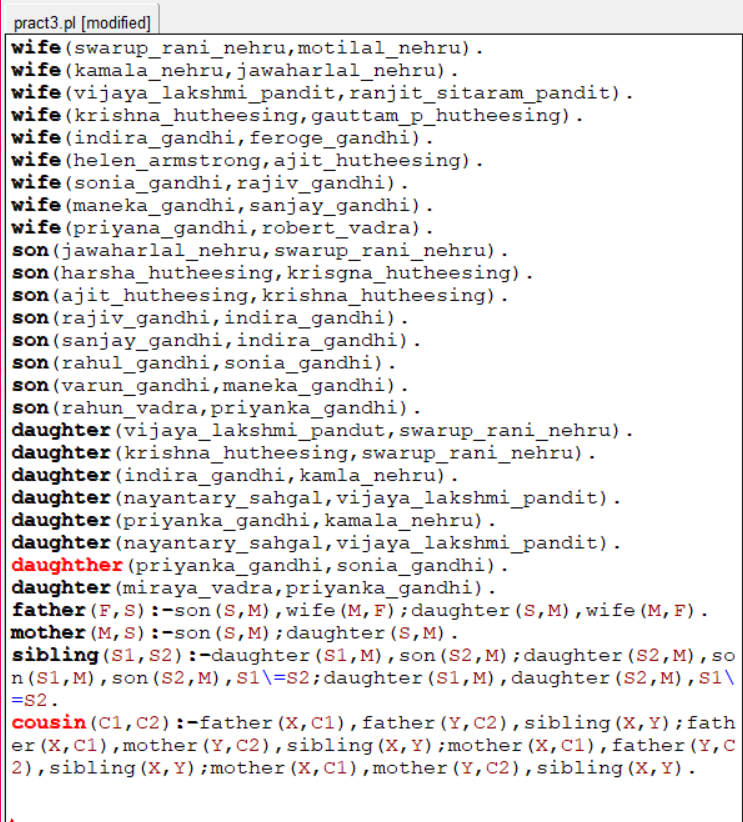 pract3.pl [modified]
wife(swarup_rani_nehru,motilal_nehru).
wife(kamala_nehru,jawaharlal_nehru).
wife(vijaya_lakshmi_pandit,ranjit_sitaram_pandit).
wife(krishna_hutheesing,gauttam_p_hutheesing).
wife(indira_gandhi,feroge_gandhi).
wife(helen_armstrong,ajit_hutheesing).
wife(sonia_gandhi,rajiv_gandhi).
wife(maneka_gandhi,sanjay_gandhi).
wife(priyana_gandhi,robert_vadra).
son(jawaharlal_nehru,swarup_rani_nehru).
son(harsha_hutheesing,krisgna_hutheesing).
son(ajit_hutheesing,krishna_hutheesing).
son(rajiv_gandhi,indira_gandhi).
son(sanjay_gandhi,indira_gandhi).
son(rahul_gandhi,sonia_gandhi).
son(varun_gandhi,maneka_gandhi).
son(rahun_vadra,priyanka_gandhi).
daughter(vijaya_lakshmi_pandut,swarup_rani_nehru).
daughter(krishna_hutheesing,swarup_rani_nehru).
daughter(indira_gandhi,kamla_nehru).
daughter(nayantary_sahgal,vijaya_lakshmi_pandit).
daughter(priyanka_gandhi,kamala_nehru).
daughter(nayantary_sahgal,vijaya_lakshmi_pandit).
daughther(priyanka_gandhi,sonia_gandhi).
daughter(miraya_vadra,priyanka_gandhi).
father(F,S):-son(S,M),wife(M,F);daughter(S,M),wife(M,F).
mother(M,S):-son(S,M);daughter(S,M).
sibling(S1,S2):-daughter(S1,M),son(S2,M);daughter(S2,M),so
n(S1,M),son(S2,M),S1\=S2;daughter(S1,M),daughter(S2,M),S1\
=S2.
cousin(C1,C2):-father(X,C1),father(Y,C2),sibling(X,Y);fath
er(X,C1),mother(Y,C2),sibling(X,Y);mother(X,C1),father(Y,C
2),sibling(X,Y);mother(X,C1),mother(Y,C2),sibling(X,Y).